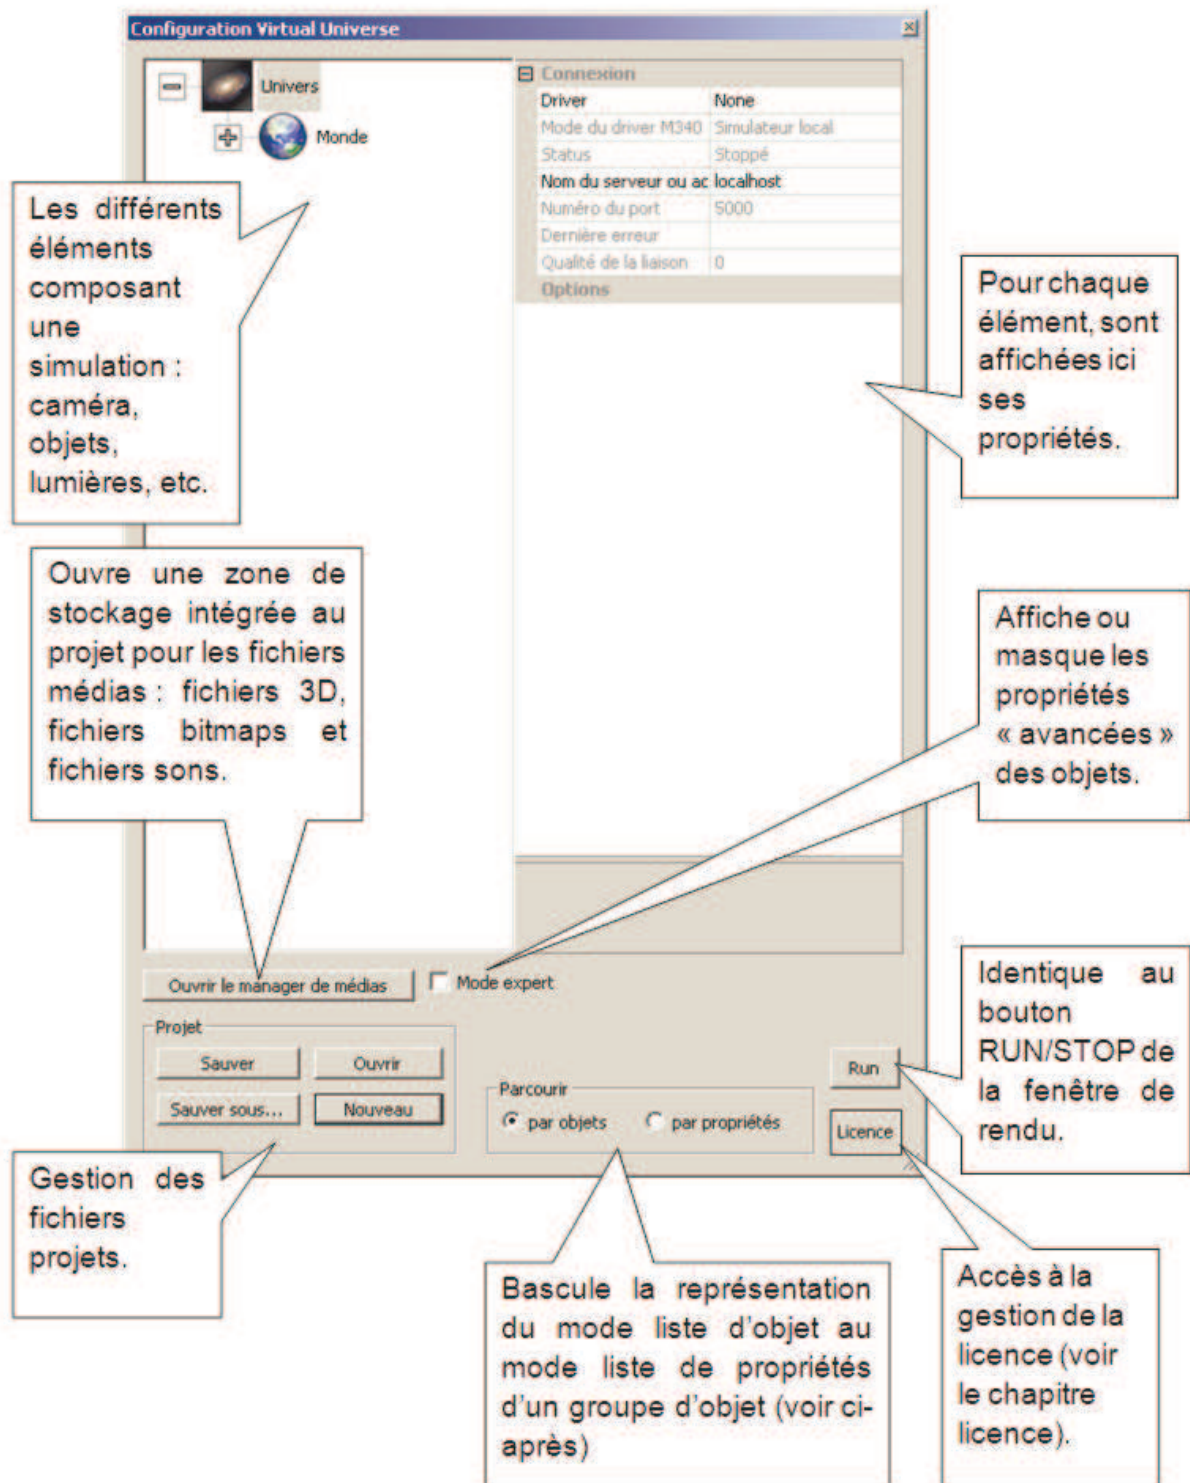 Configuration Virtual Universe
Univers
Monde
Connexion
Driver None
Mode du driver M340 Simulateur local
Status Stoppé
Nom du serveur ou ac localhost
Numéro du port 5000
Dernière erreur
Qualité de la liaison 0
Options
Les différents
éléments
composant
une
simulation :
caméra,
objets,
lumières, etc.
Pour chaque
élément, sont
affichées ici
ses
propriétés.
Ouvre une zone de
stockage intégrée au
projet pour les fichiers
médias : fichiers 3D,
fichiers bitmaps et
fichiers sons.
Affiche ou
masque les
propriétés
« avancées »
des objets.
Ouvrir le manager de médias
Mode expert
Projet
Sauver
Ouvrir
Sauver sous...
Nouveau
Parcourir
par objets
par propriétés
Run
Licence
Identique au
bouton
RUN/STOP de
la fenêtre de
rendu.
Gestion des
fichiers
projets.
Bascule la représentation
du mode liste d'objet au
mode liste de propriétés
d'un groupe d'objet (voir ci-
après)
Accès à la
gestion de la
licence (voir
le chapitre
licence).